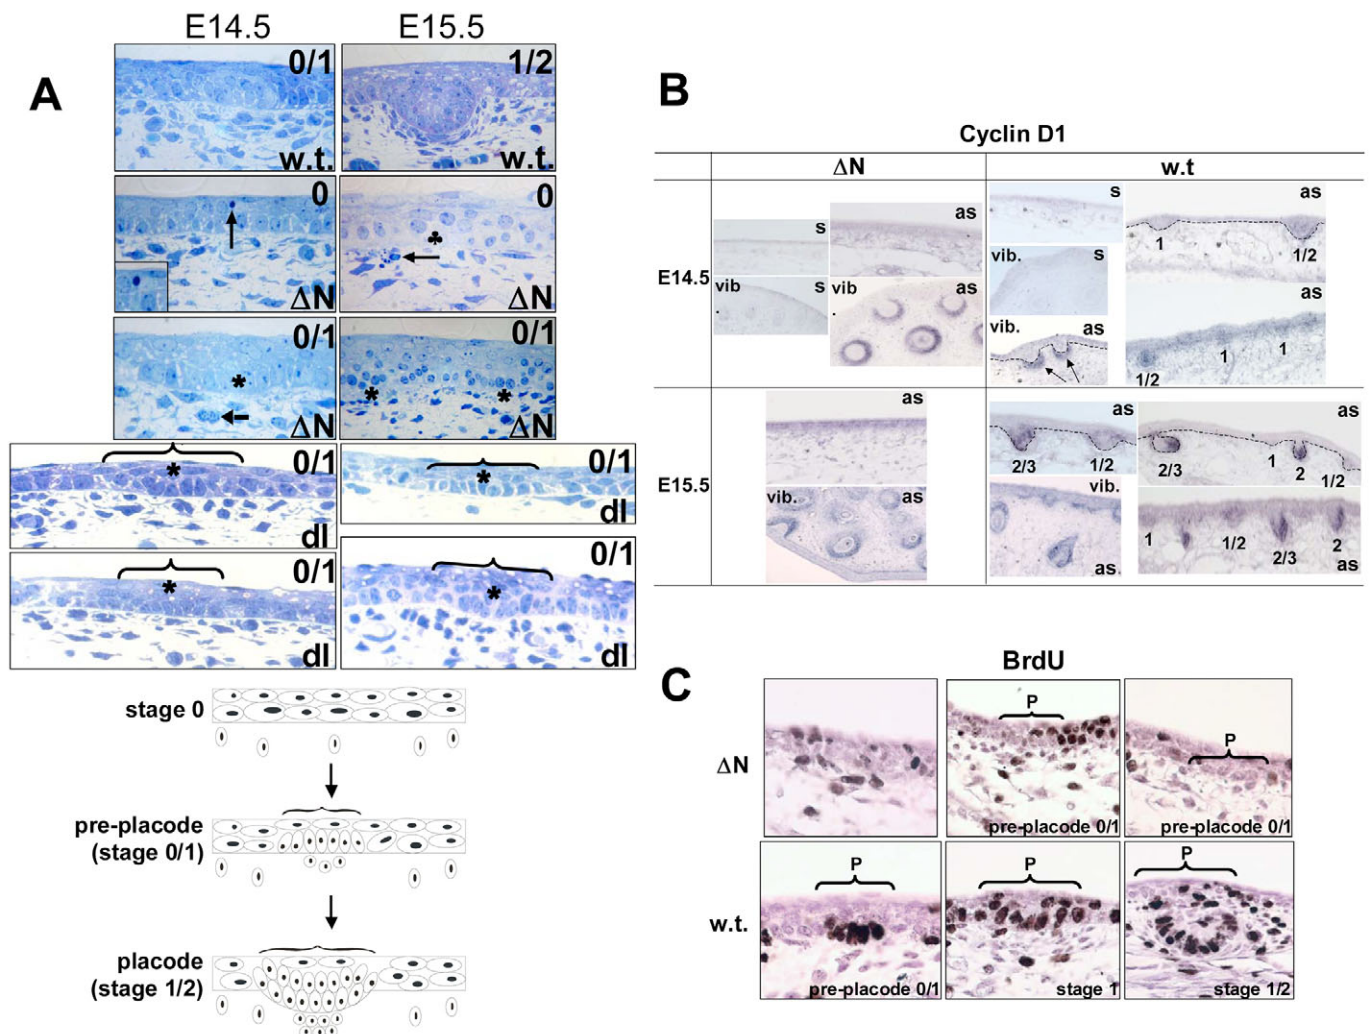 A
E14.5
E15.5
0/1
w.t.
1/2
w.t.
0
ΔN
0
♣
ΔN
0/1
*
ΔN
0/1
* *
ΔN
0/1
*
dl
0/1
*
dl
0/1
*
dl
0/1
*
dl
stage 0
pre-placode
(stage 0/1)
placode
(stage 1/2)
B
Cyclin D1
ΔN
w.t
E14.5
s
as
vib
s
vib
as
s
vib.
s
vib.
as
as
1
1/2
as
1/2
1
1
E15.5
as
vib.
as
as
2/3
1/2
vib.
as
as
2/3
1
2
1/2
1
1/2
2/3
2
as
C
BrdU
ΔN
P
pre-placode 0/1
P
pre-placode 0/1
w.t.
P
pre-placode 0/1
P
stage 1
P
stage 1/2